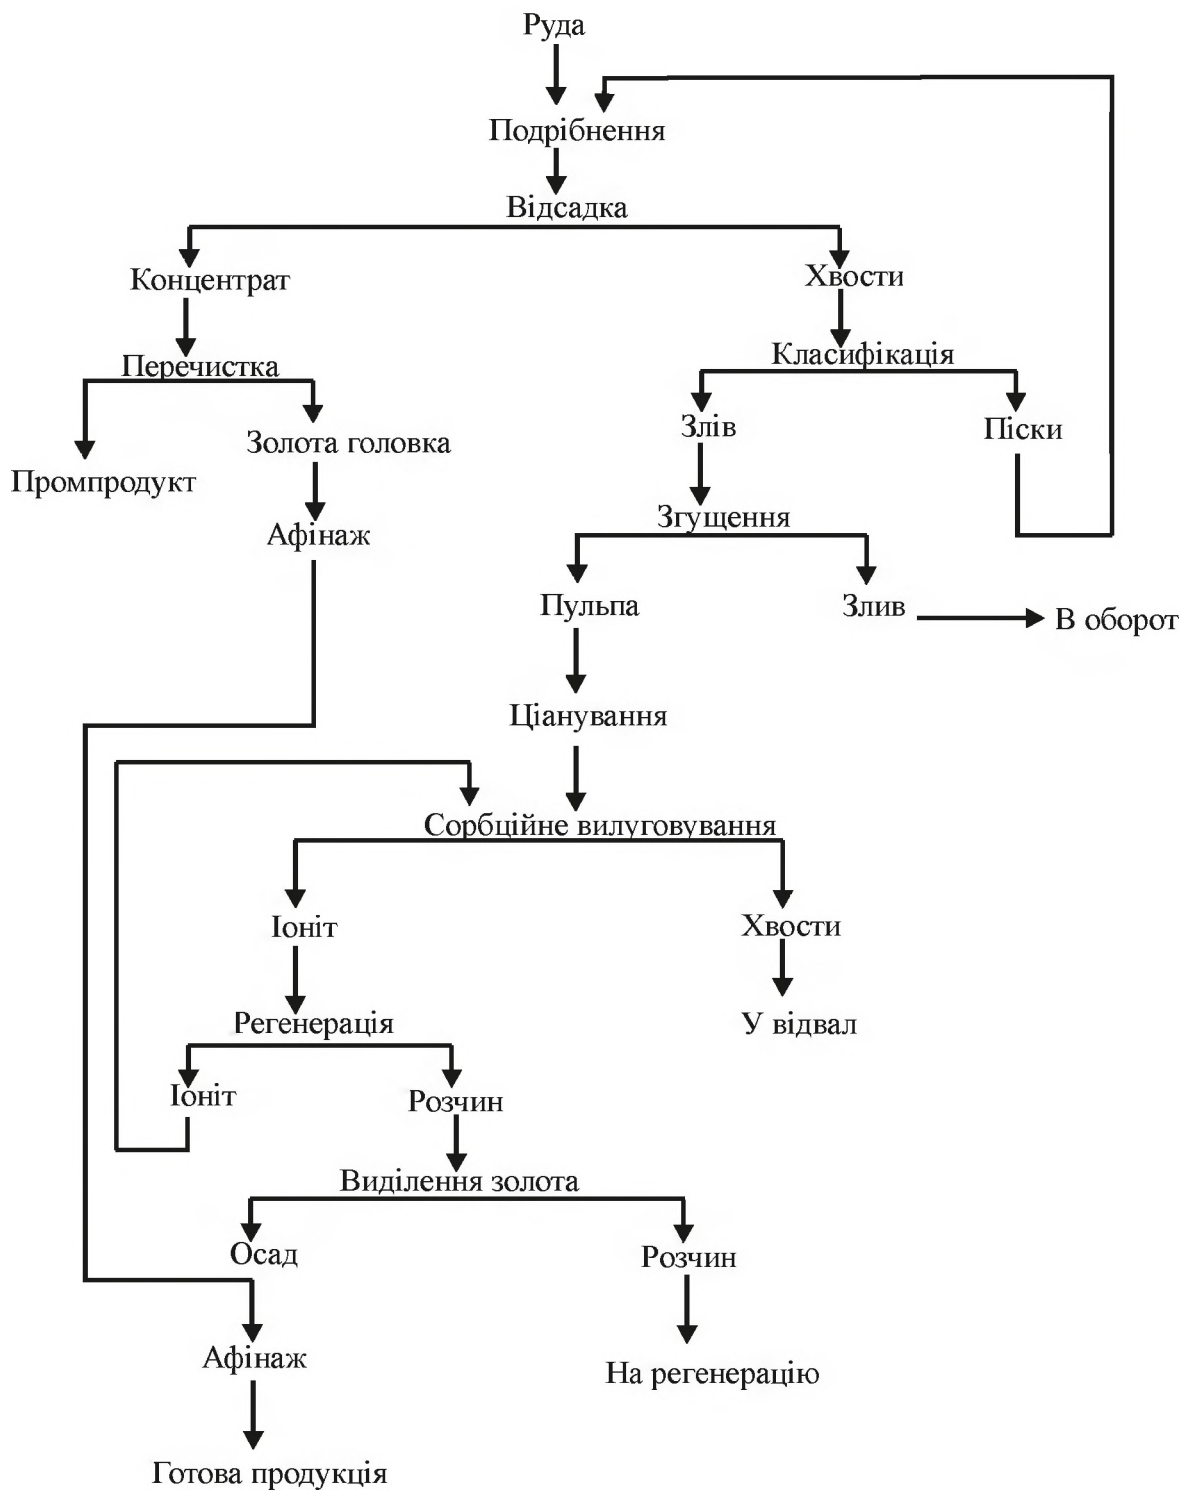 Руда
Подрібнення
Відсадка
Концентрат
Хвости
Перечистка
Класифікація
Промпродукт
Золота головка
Злів
Піски
Афінаж
Згущення
Пульпа
Злив
В оборот
Ціанування
Сорбційне вилуговування
Іоніт
Хвости
Регенерація
У відвал
Іоніт
Розчин
Виділення золота
Осад
Розчин
Афінаж
На регенерацію
Готова продукція